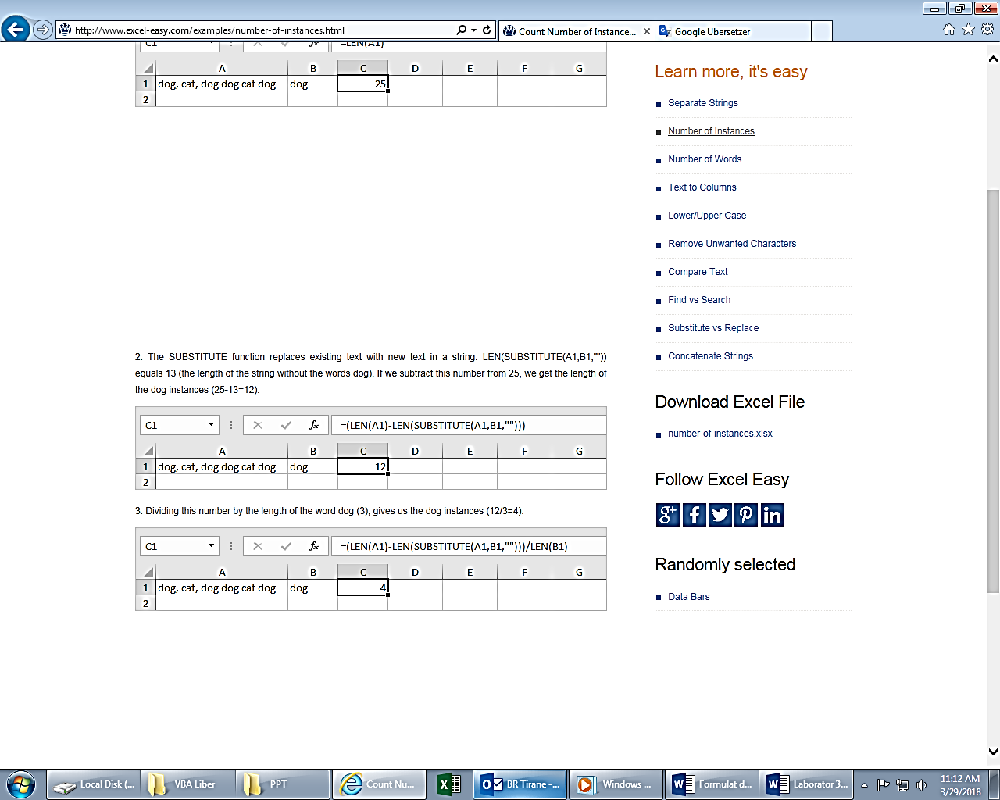 http://www.excel-easy.com/examples/number-of-instances.html
Count Number of Instance...
Google Übersetzer
C1 fx =LEN(A1)
A B C D E F G
1 dog, cat, dog dog cat dog dog 25
2
2. The SUBSTITUTE function replaces existing text with new text in a string. LEN(SUBSTITUTE(A1,B1,""))
equals 13 (the length of the string without the words dog). If we subtract this number from 25, we get the length of
the dog instances (25-13=12).
C1 fx =(LEN(A1)-LEN(SUBSTITUTE(A1,B1,"")))
A B C D E F G
1 dog, cat, dog dog cat dog dog 12
2
3. Dividing this number by the length of the word dog (3), gives us the dog instances (12/3=4).
C1 fx =(LEN(A1)-LEN(SUBSTITUTE(A1,B1,"")))/LEN(B1)
A B C D E F G
1 dog, cat, dog dog cat dog dog 4
2
Learn more, it's easy
Separate Strings
Number of Instances
Number of Words
Text to Columns
Lower/Upper Case
Remove Unwanted Characters
Compare Text
Find vs Search
Substitute vs Replace
Concatenate Strings
Download Excel File
number-of-instances.xlsx
Follow Excel Easy
g+ f in
Randomly selected
Data Bars
Local Disk (...
VBA Liber
PPT
Count Nu...
BR Tirane -...
Windows ...
Formulat d...
Laborator 3...
11:12 AM
3/29/2018